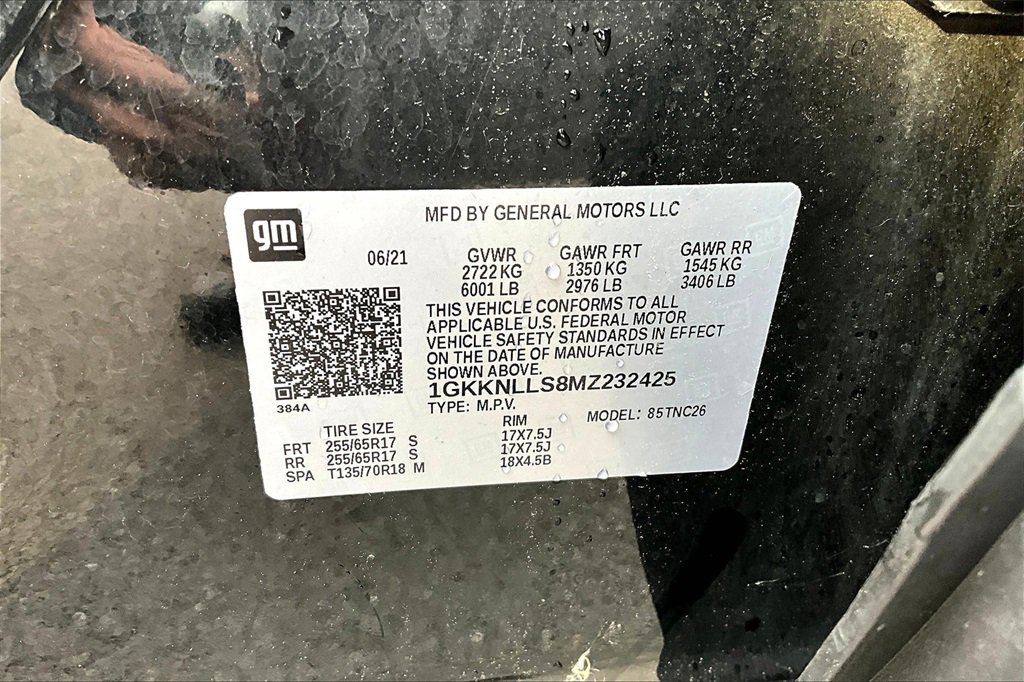 gm
MFD BY GENERAL MOTORS LLC
06/21
GVWR GAWR FRT GAWR RR
2722 KG 1350 KG 1545 KG
6001 LB 2976 LB 3406 LB
THIS VEHICLE CONFORMS TO ALL
APPLICABLE U.S. FEDERAL MOTOR
VEHICLE SAFETY STANDARDS IN EFFECT
ON THE DATE OF MANUFACTURE
SHOWN ABOVE.
384A
1GKKNLLS8MZ232425
TYPE: M.P.V. MODEL: 85TNC26
TIRE SIZE RIM
FRT 255/65R17 S 17X7.5J
RR 255/65R17 S 17X7.5J
SPA T135/70R18 M 18X4.5B